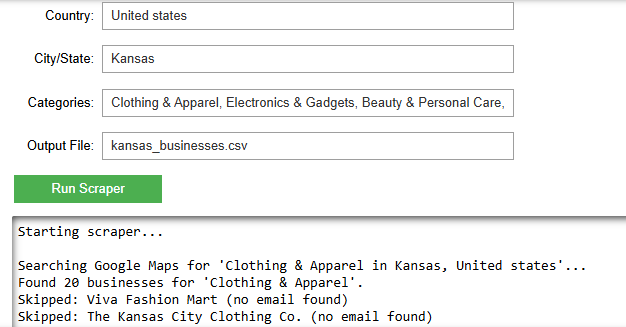 Country: United states
City/State: Kansas
Categories: Clothing & Apparel, Electronics & Gadgets, Beauty & Personal Care,
Output File: kansas_businesses.csv
Run Scraper
Starting scraper...
Searching Google Maps for 'Clothing & Apparel in Kansas, United states'...
Found 20 businesses for 'Clothing & Apparel'.
Skipped: Viva Fashion Mart (no email found)
Skipped: The Kansas City Clothing Co. (no email found)